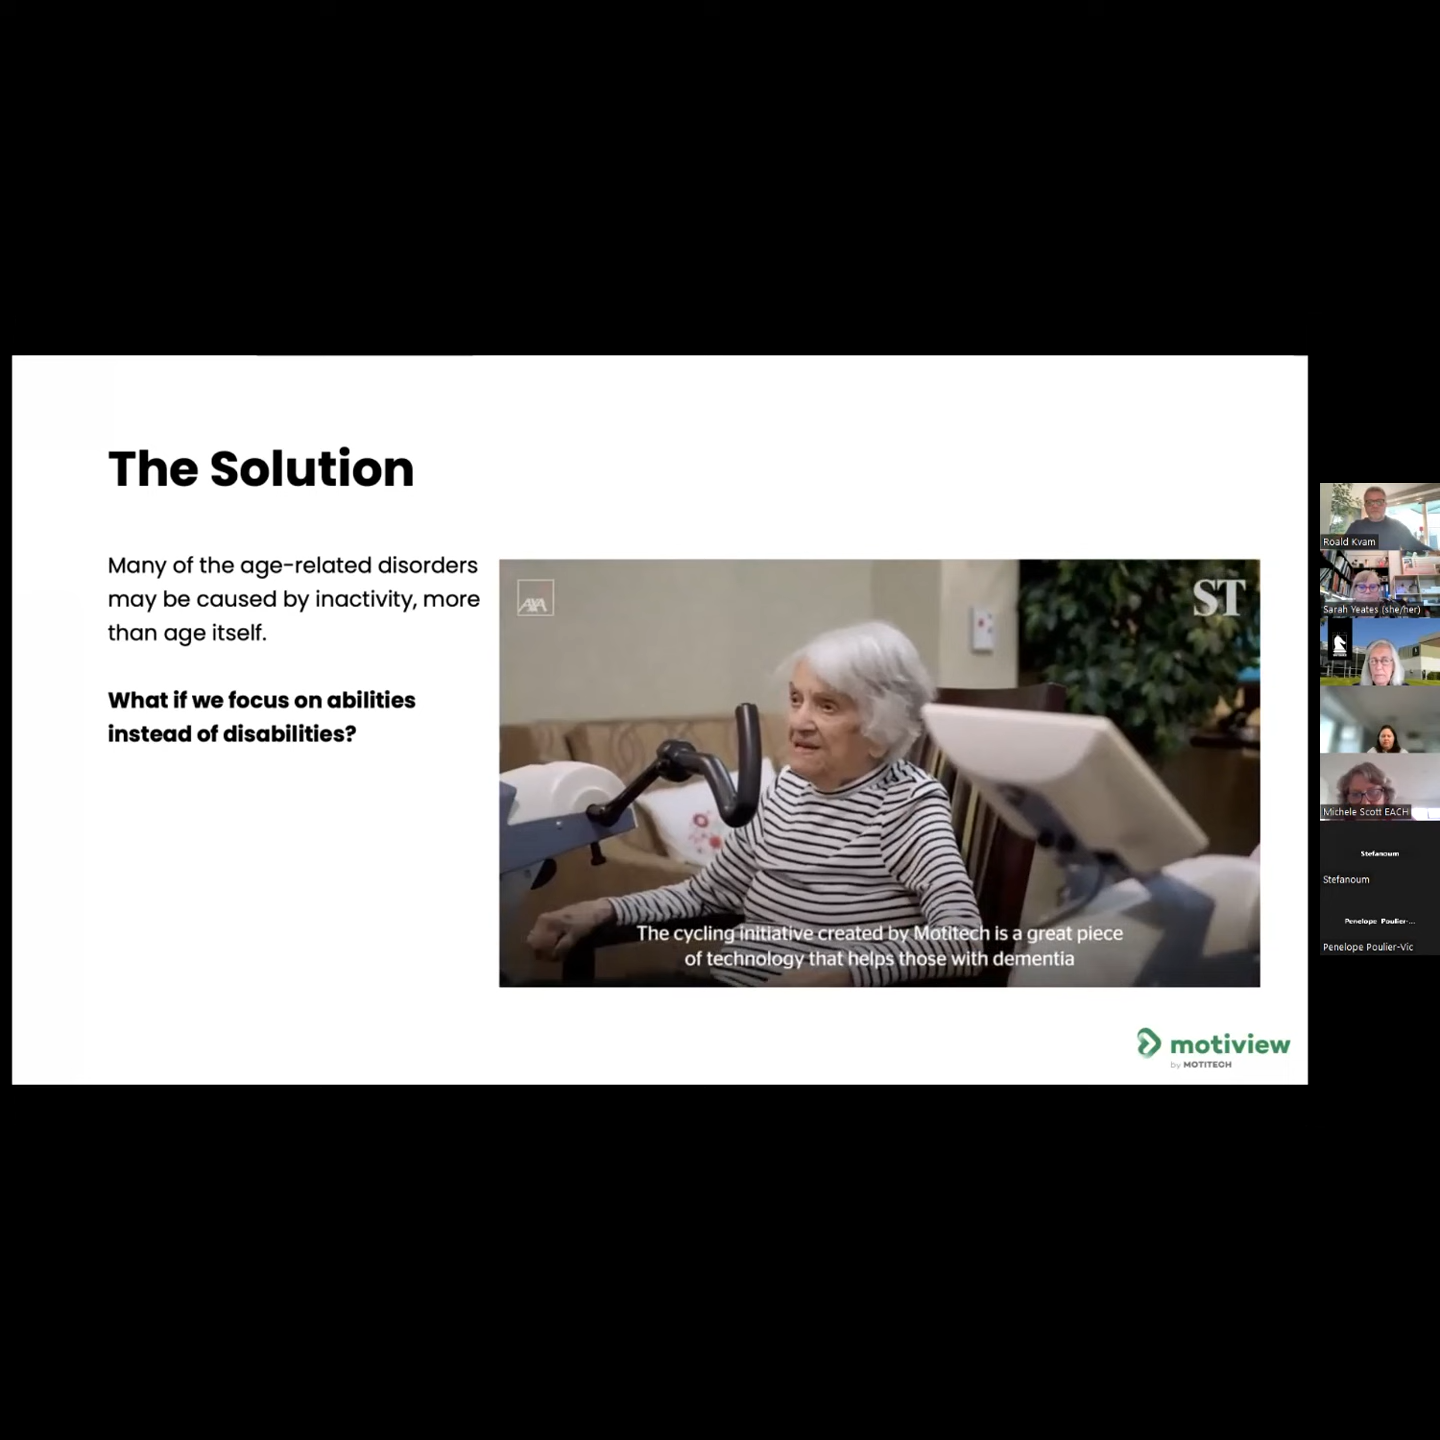 The Solution
Many of the age-related disorders
may be caused by inactivity, more
than age itself.
What if we focus on abilities
instead of disabilities?
AXA
ST
The cycling initiative created by Motitech is a great piece
of technology that helps those with dementia
motiview
by MOTITECH
Roald Kvam
Sarah Yeates (she/her)
Michele Scott EACH
Stefanoum
Stefanoum
Penelope Poulier-...
Penelope Poulier-Vic